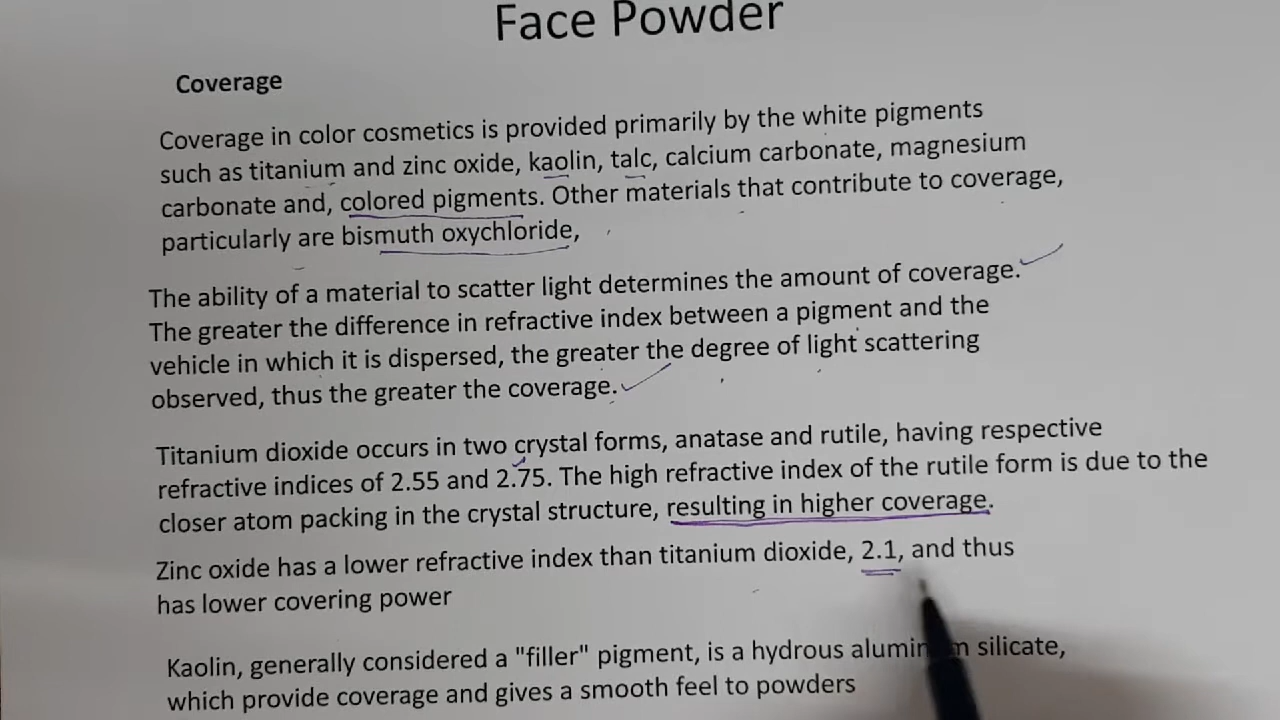 Face Powder
Coverage
Coverage in color cosmetics is provided primarily by the white pigments
such as titanium and zinc oxide, kaolin, talc, calcium carbonate, magnesium
carbonate and, colored pigments. Other materials that contribute to coverage,
particularly are bismuth oxychloride,
The ability of a material to scatter light determines the amount of coverage.
The greater the difference in refractive index between a pigment and the
vehicle in which it is dispersed, the greater the degree of light scattering
observed, thus the greater the coverage.
Titanium dioxide occurs in two crystal forms, anatase and rutile, having respective
refractive indices of 2.55 and 2.75. The high refractive index of the rutile form is due to the
closer atom packing in the crystal structure, resulting in higher coverage.
Zinc oxide has a lower refractive index than titanium dioxide, 2.1, and thus
has lower covering power
Kaolin, generally considered a "filler" pigment, is a hydrous aluminum silicate,
which provide coverage and gives a smooth feel to powders